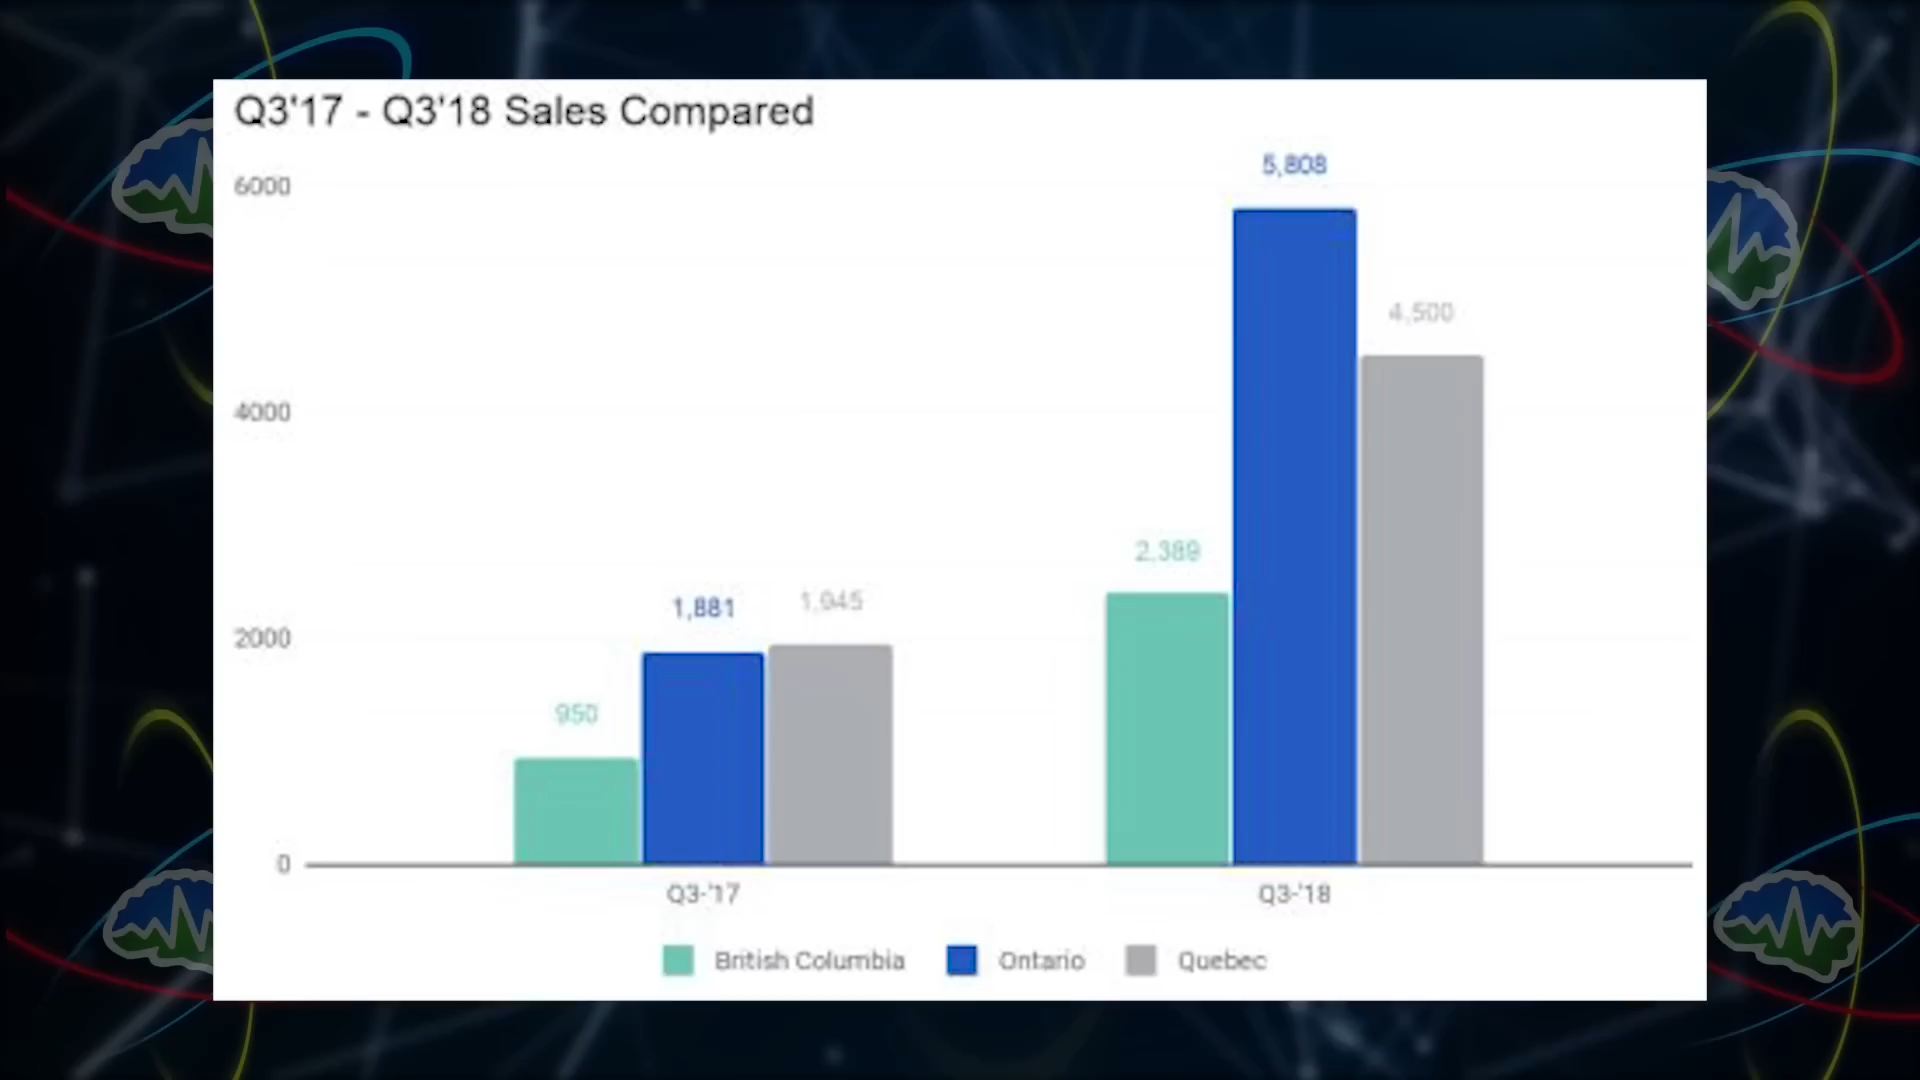 Q3'17 - Q3'18 Sales Compared
5,808
6000
4,500
4000
2,389
1,881
1,945
2000
950
0
Q3-'17
Q3-'18
British Columbia
Ontario
Quebec